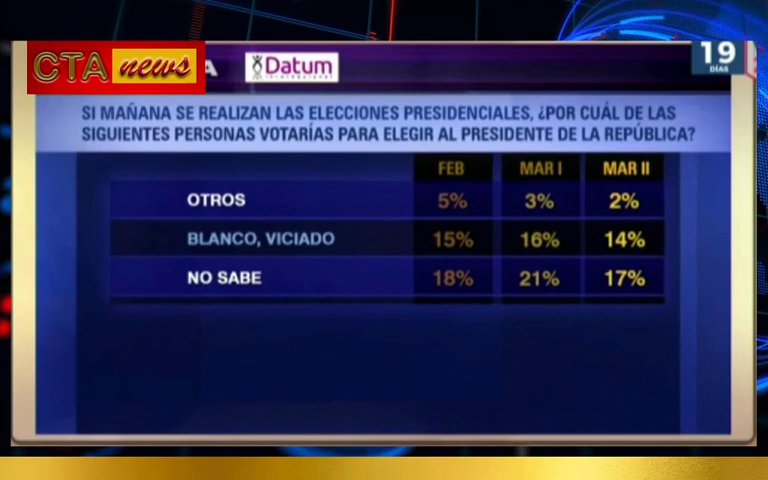 CTA news
A
Datum
INTERNACIONAL
19
DÍAS
SI MAÑANA SE REALIZAN LAS ELECCIONES PRESIDENCIALES, ¿POR CUÁL DE LAS
SIGUIENTES PERSONAS VOTARÍAS PARA ELEGIR AL PRESIDENTE DE LA REPÚBLICA?
FEB MAR I MAR II
OTROS 5% 3% 2%
BLANCO, VICIADO 15% 16% 14%
NO SABE 18% 21% 17%